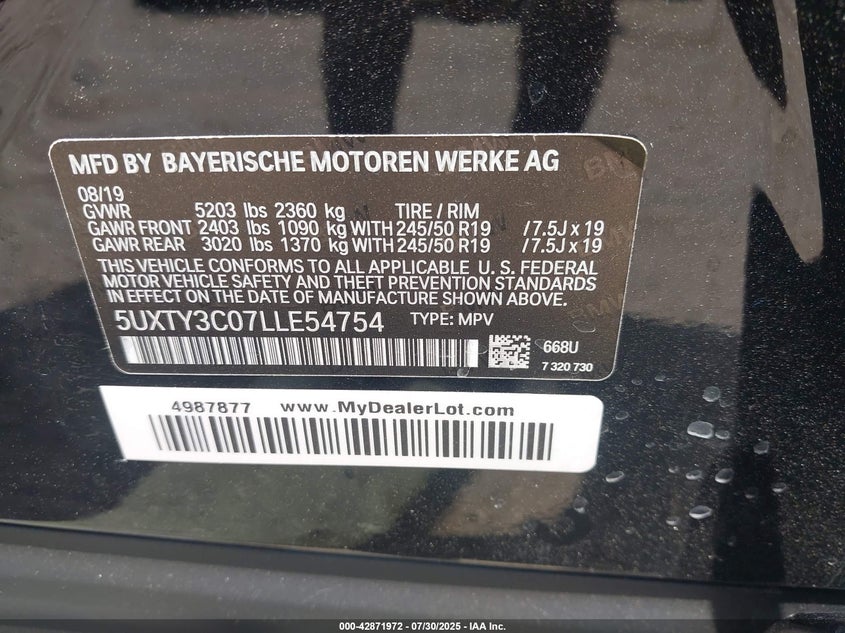 MFD BY BAYERISCHE MOTOREN WERKE AG
08/19
GVWR 5203 lbs 2360 kg TIRE / RIM
GAWR FRONT 2403 lbs 1090 kg WITH 245/50 R19 / 7.5J x 19
GAWR REAR 3020 lbs 1370 kg WITH 245/50 R19 / 7.5J x 19
THIS VEHICLE CONFORMS TO ALL APPLICABLE U. S. FEDERAL
MOTOR VEHICLE SAFETY AND THEFT PREVENTION STANDARDS
IN EFFECT ON THE DATE OF MANUFACTURE SHOWN ABOVE.
5UXTY3C07LLE54754 TYPE: MPV
668U
7 320 730
4987877 www.MyDealerLot.com
000-42871972 - 07/30/2025 - IAA Inc.